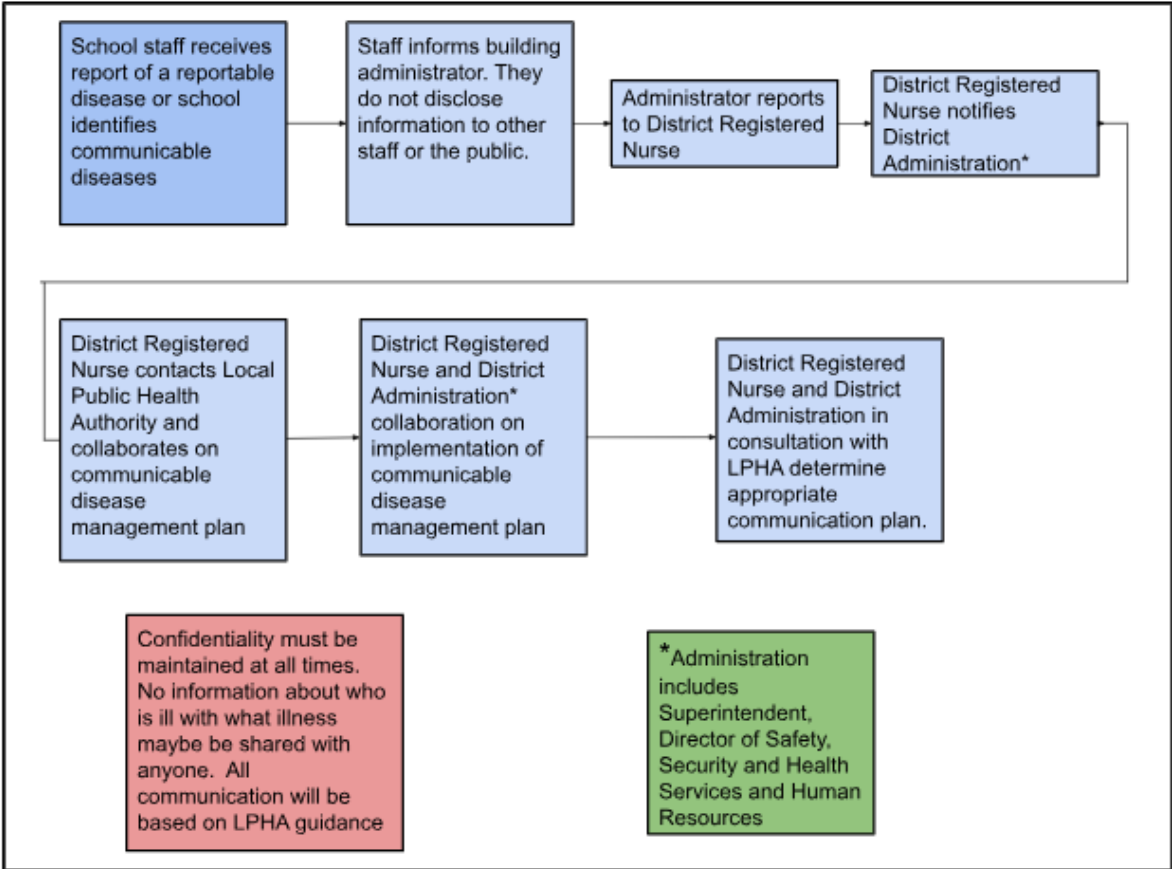 School staff receives
report of a reportable
disease or school
identifies
communicable
diseases
Staff informs building
administrator. They
do not disclose
information to other
staff or the public.
Administrator reports
to District Registered
Nurse
District Registered
Nurse notifies
District
Administration*
District Registered
Nurse contacts Local
Public Health
Authority and
collaborates on
communicable
disease
management plan
District Registered
Nurse and District
Administration*
collaboration on
implementation of
communicable
disease
management plan
District Registered
Nurse and District
Administration in
consultation with
LPHA determine
appropriate
communication plan.
Confidentiality must be
maintained at all times.
No information about who
is ill with what illness
maybe be shared with
anyone.  All
communication will be
based on LPHA guidance
*Administration
includes
Superintendent,
Director of Safety,
Security and Health
Services and Human
Resources